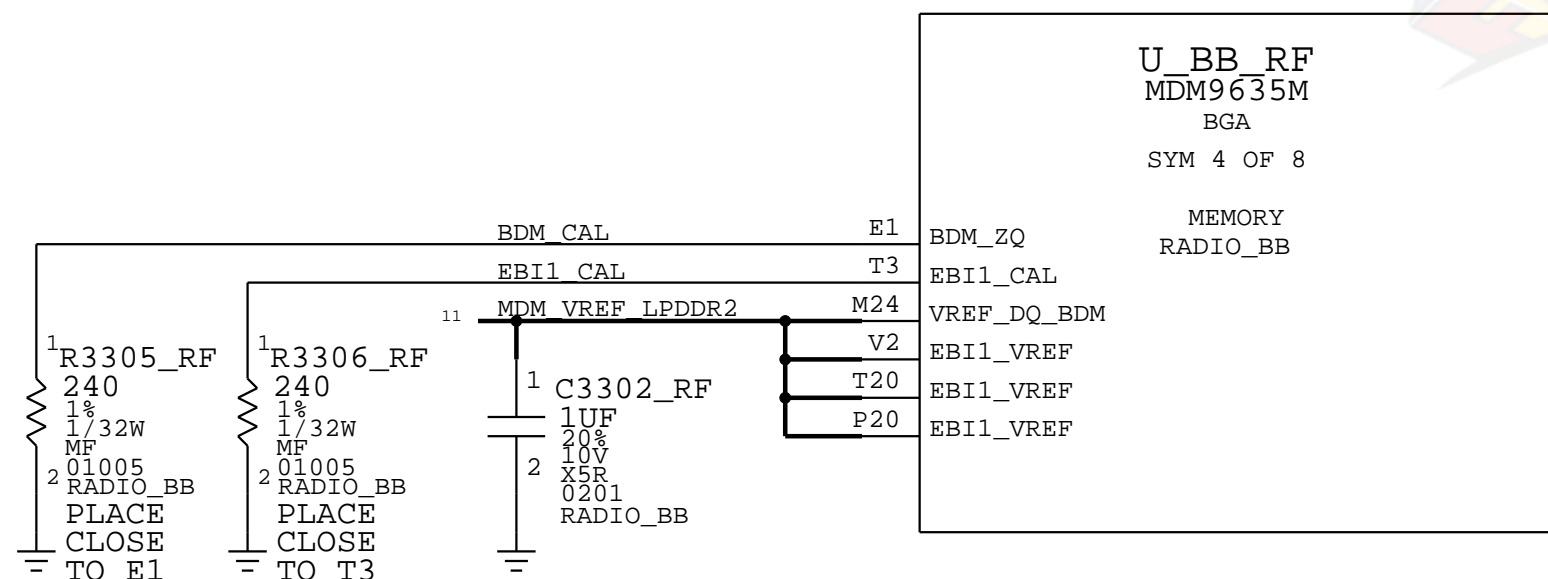 U_BB_RF
MDM9635M
BGA
SYM 4 OF 8
MEMORY
RADIO_BB
BDM_CAL
E1
BDM_ZQ
EBI1_CAL
T3
EBI1_CAL
11
MDM_VREF_LPDDR2
M24
VREF_DQ_BDM
V2
EBI1_VREF
T20
EBI1_VREF
P20
EBI1_VREF
1
R3305_RF
240
1%
1/32W
MF
01005
2
RADIO_BB
PLACE
CLOSE
TO E1
1
R3306_RF
240
1%
1/32W
MF
01005
2
RADIO_BB
PLACE
CLOSE
TO T3
1
C3302_RF
1UF
20%
10V
2
X5R
0201
RADIO_BB